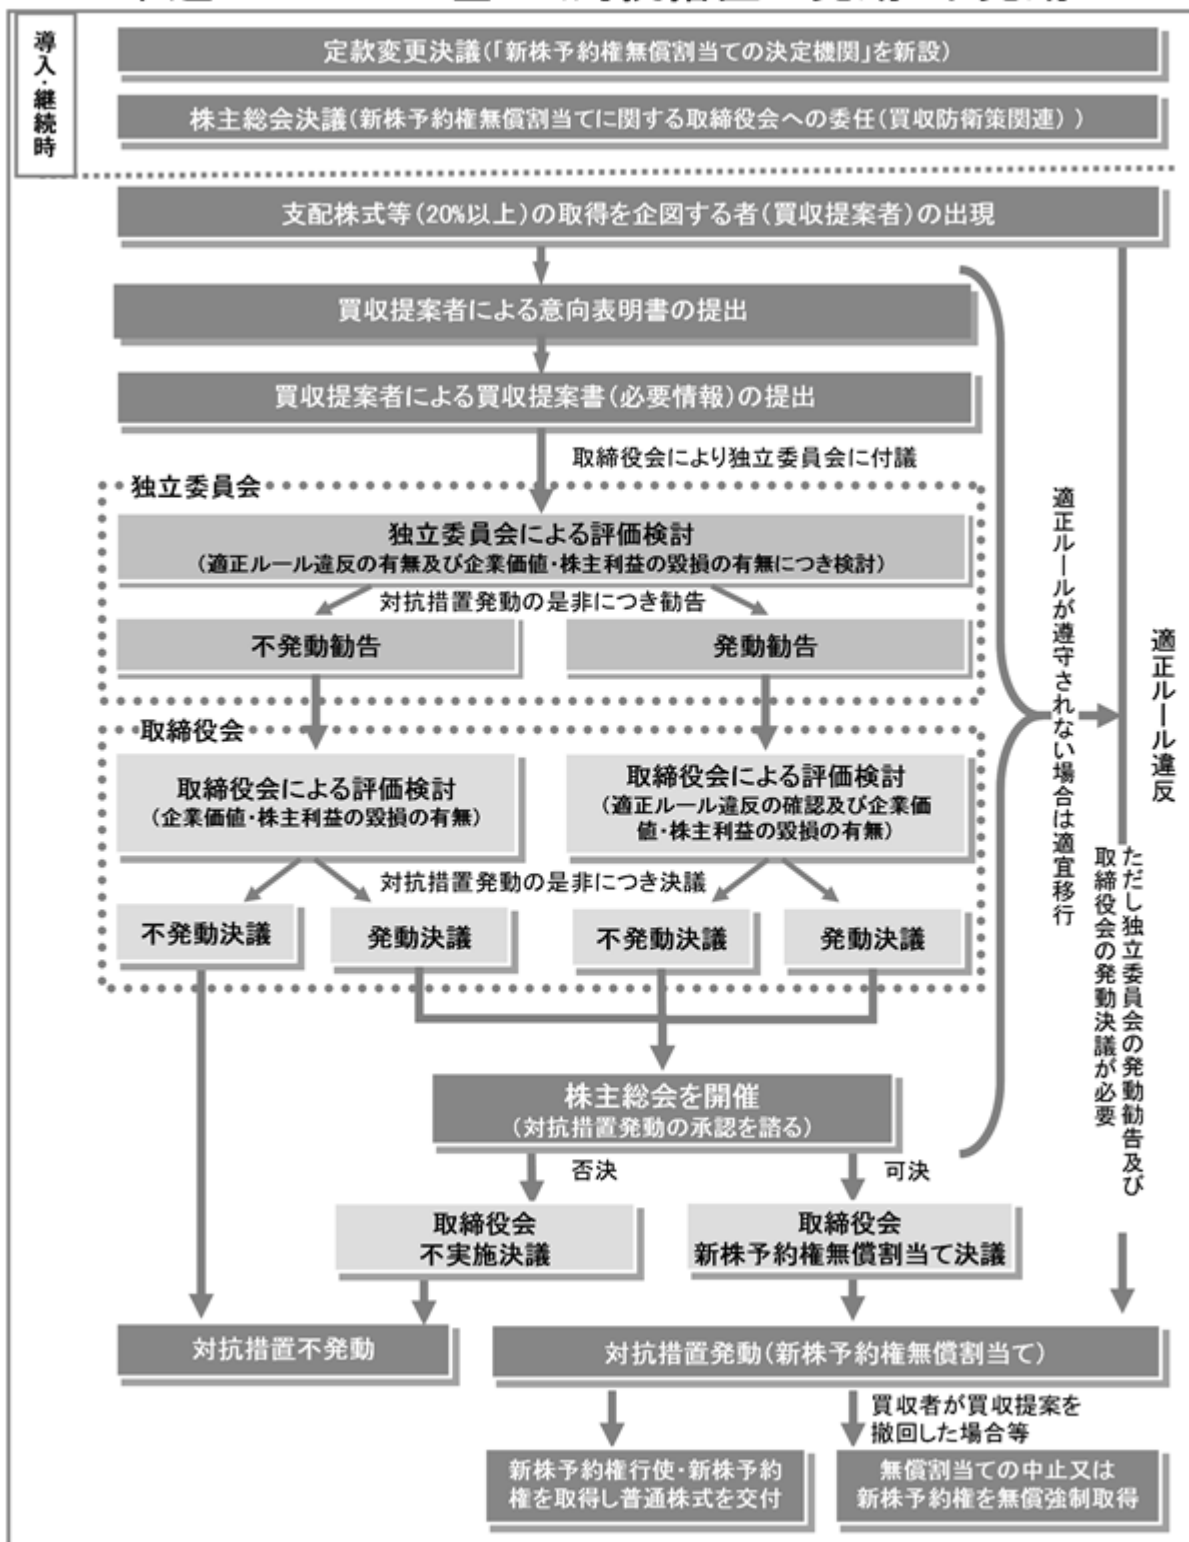 導入・継続時
定款変更決議(「新株予約権無償割当ての決定機関」を新設)
株主総会決議(新株予約権無償割当てに関する取締役会への委任(買収防衛策関連))
支配株式等(20%以上)の取得を企図する者(買収提案者)の出現
買収提案者による意向表明書の提出
買収提案者による買収提案書(必要情報)の提出
取締役会により独立委員会に付議
独立委員会
独立委員会による評価検討
(適正ルール違反の有無及び企業価値・株主利益の毀損の有無につき検討)
対抗措置発動の是非につき勧告
不発動勧告
発動勧告
取締役会
取締役会による評価検討
(企業価値・株主利益の毀損の有無)
取締役会による評価検討
(適正ルール違反の確認及び企業価
値・株主利益の毀損の有無)
対抗措置発動の是非につき決議
不発動決議
発動決議
不発動決議
発動決議
株主総会を開催
(対抗措置発動の承認を諮る)
否決
可決
取締役会
不実施決議
取締役会
新株予約権無償割当て決議
適正ルールが遵守されない場合は適宜移行
適正ルール違反
ただし独立委員会の発動勧告及び
取締役会の発動決議が必要
対抗措置不発動
対抗措置発動(新株予約権無償割当て)
買収者が買収提案を
撤回した場合等
新株予約権行使・新株予約
権を取得し普通株式を交付
無償割当ての中止又は
新株予約権を無償強制取得